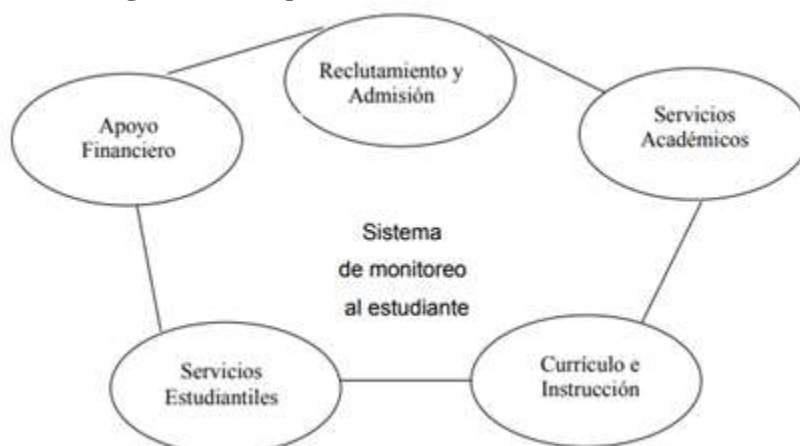 Reclutamiento y
Admisión
Apoyo
Financiero
Servicios
Académicos
Sistema
de monitoreo
al estudiante
Servicios
Estudiantiles
Currículo e
Instrucción